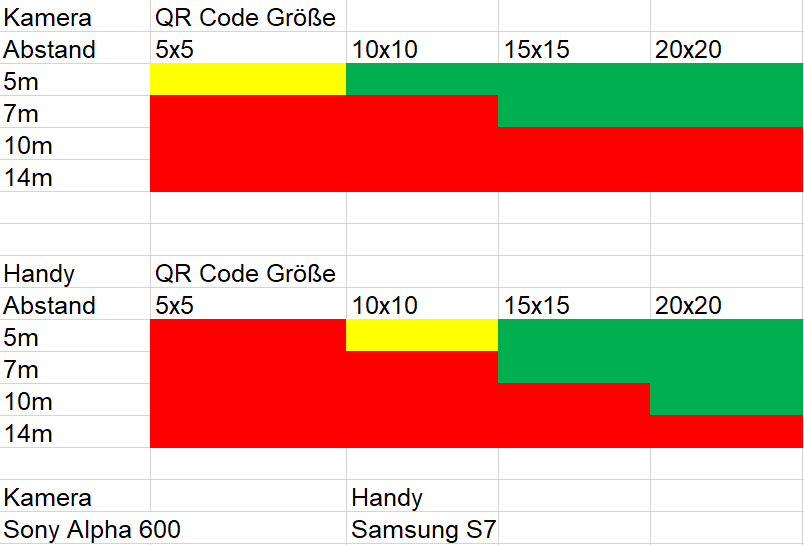 Kamera QR Code Größe
Abstand 5x5 10x10 15x15 20x20
5m
7m
10m
14m
Handy QR Code Größe
Abstand 5x5 10x10 15x15 20x20
5m
7m
10m
14m
Kamera Handy
Sony Alpha 600 Samsung S7